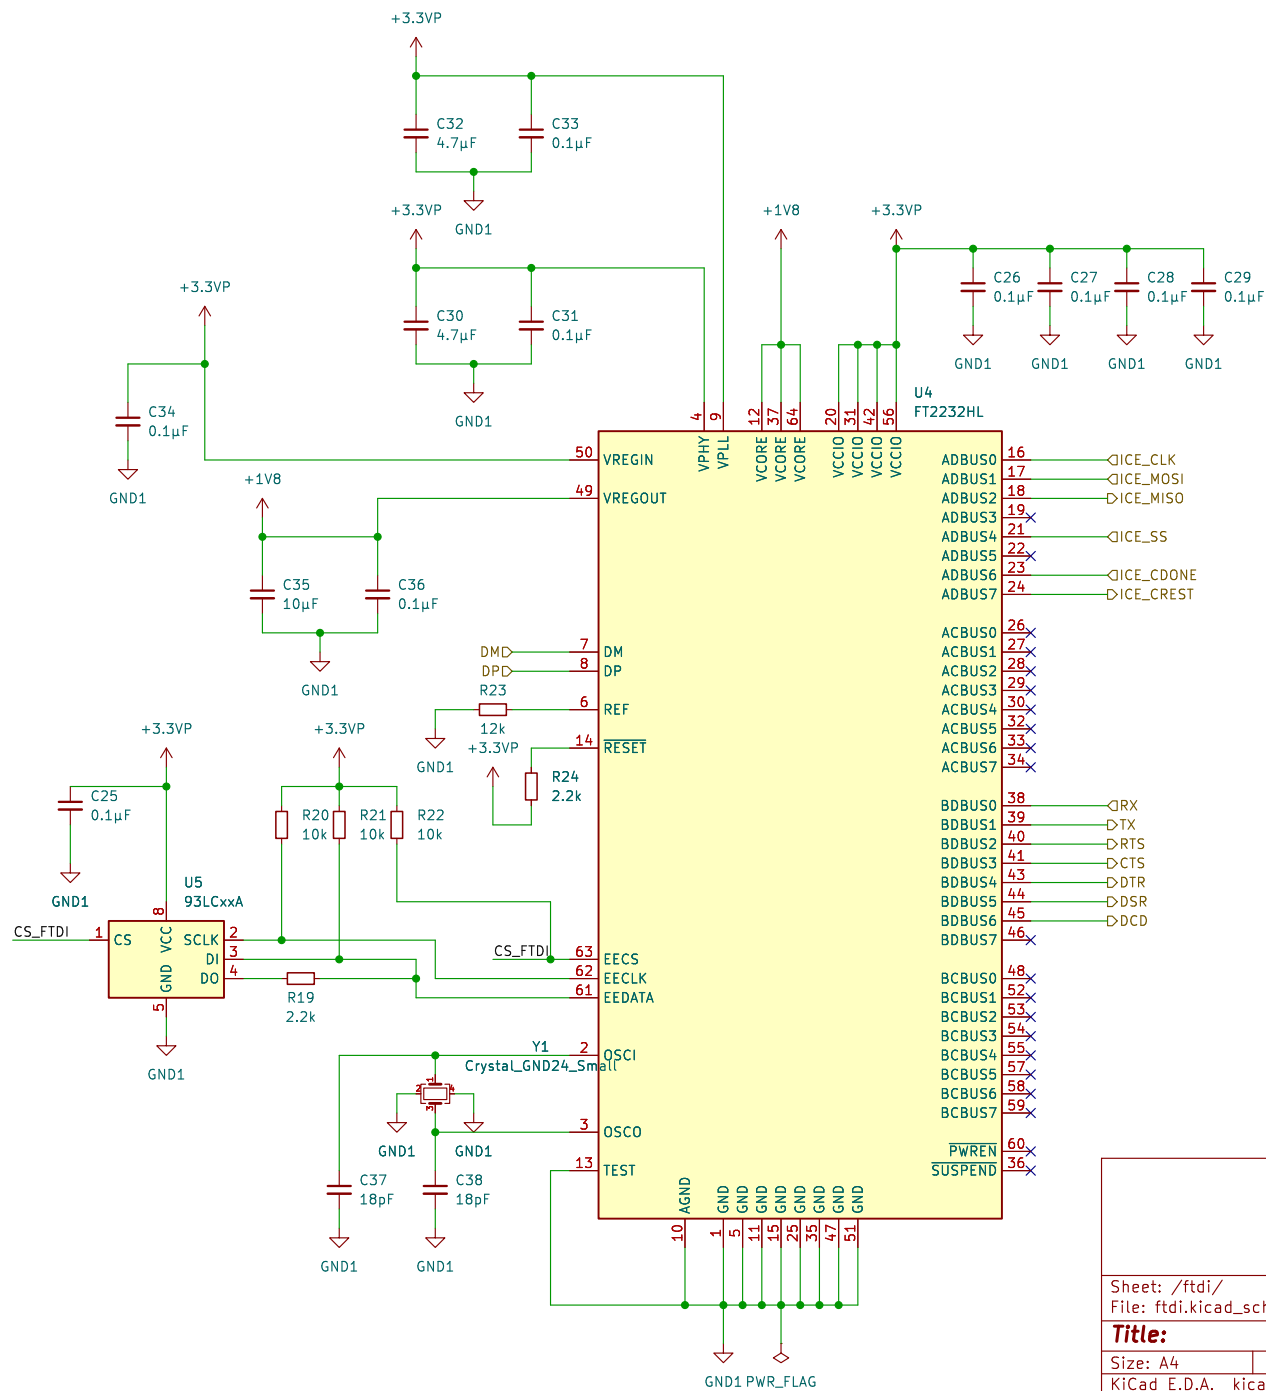 +3.3VP
C32
4.7µF
C33
0.1µF
GND1
+3.3VP
C30
4.7µF
C31
0.1µF
GND1
+1V8
+3.3VP
C26
0.1µF
C27
0.1µF
C28
0.1µF
C29
0.1µF
GND1
GND1
GND1
GND1
+3.3VP
C34
0.1µF
GND1
+1V8
C35
10µF
C36
0.1µF
GND1
U4
FT2232HL
4 VPHY
9 VPLL
12 VCORE
37 VCORE
64 VCORE
20 VCCIO
31 VCCIO
42 VCCIO
56 VCCIO
50 VREGIN
49 VREGOUT
DM 7 DM
DP 8 DP
R23
12k
6 REF
GND1
+3.3VP
14 RESET
R24
2.2k
+3.3VP
C25
0.1µF
GND1
+3.3VP
R20
10k
R21
10k
R22
10k
U5
93LCxxA
CS_FTDI 1 CS
8 VCC
SCLK 2
DI 3
DO 4
GND 5
GND1
R19
2.2k
CS_FTDI
63 EECS
62 EECLK
61 EEDATA
Y1
Crystal_GND24_Small
1
2
3
4
2 OSCI
3 OSCO
13 TEST
GND1
GND1
C37
18pF
C38
18pF
GND1
GND1
ADBUS0 16 ICE_CLK
ADBUS1 17 ICE_MOSI
ADBUS2 18 ICE_MISO
ADBUS3 19
ADBUS4 21 ICE_SS
ADBUS5 22
ADBUS6 23 ICE_CDONE
ADBUS7 24 ICE_CREST
ACBUS0 26
ACBUS1 27
ACBUS2 28
ACBUS3 29
ACBUS4 30
ACBUS5 32
ACBUS6 33
ACBUS7 34
BDBUS0 38 RX
BDBUS1 39 TX
BDBUS2 40 RTS
BDBUS3 41 CTS
BDBUS4 43 DTR
BDBUS5 44 DSR
BDBUS6 45 DCD
BDBUS7 46
BCBUS0 48
BCBUS1 52
BCBUS2 53
BCBUS3 54
BCBUS4 55
BCBUS5 57
BCBUS6 58
BCBUS7 59
PWREN 60
SUSPEND 36
AGND 10
GND 1
GND 5
GND 11
GND 15
GND 25
GND 35
GND 47
GND 51
GND1
PWR_FLAG
Sheet: /ftdi/
File: ftdi.kicad_sch
Title:
Size: A4
KiCad E.D.A. kica